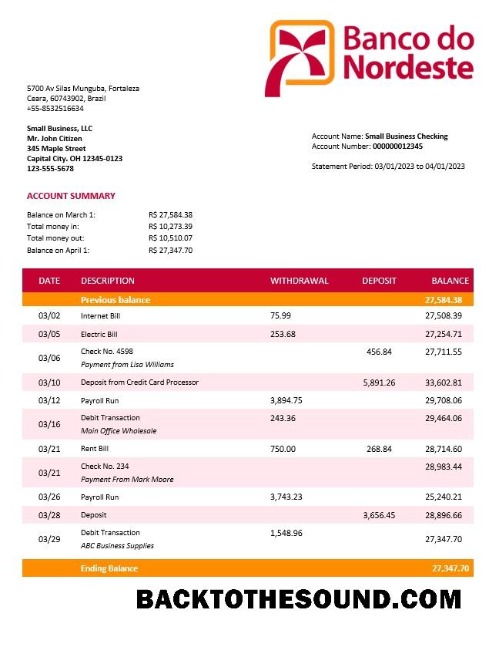 Banco do
Nordeste
5700 Av Silas Munguba, Fortaleza
Ceara, 60743902, Brazil
+55-8532516634
Small Business, LLC
Mr. John Citizen
345 Maple Street
Capital City. OH 12345-0123
123-555-5678
Account Name: Small Business Checking
Account Number: 000000012345
Statement Period: 03/01/2023 to 04/01/2023
ACCOUNT SUMMARY
Balance on March 1: R$ 27,584.38
Total money in: R$ 10,273.39
Total money out: R$ 10,510.07
Balance on April 1: R$ 27,347.70
DATE DESCRIPTION WITHDRAWAL DEPOSIT BALANCE
Previous balance 27,584.38
03/02 Internet Bill 75.99 27,508.39
03/05 Electric Bill 253.68 27,254.71
03/06 Check No. 4598 456.84 27,711.55
Payment from Lisa Williams
03/10 Deposit from Credit Card Processor 5,891.26 33,602.81
03/12 Payroll Run 3,894.75 29,708.06
03/16 Debit Transaction 243.36 29,464.06
Main Office Wholesale
03/21 Rent Bill 750.00 268.84 28,714.60
03/21 Check No. 234 28,983.44
Payment From Mark Moore
03/26 Payroll Run 3,743.23 25,240.21
03/28 Deposit 3,656.45 28,896.66
03/29 Debit Transaction 1,548.96 27,347.70
ABC Business Supplies
Ending Balance 27,347.70
BACKTOTHESOUND.COM